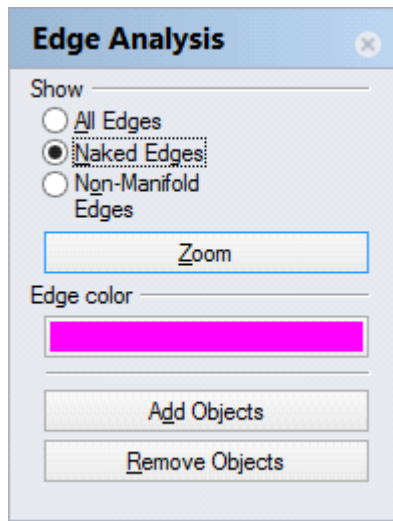 Edge Analysis
Show
All Edges
Naked Edges
Non-Manifold
Edges
Zoom
Edge color
Add Objects
Remove Objects